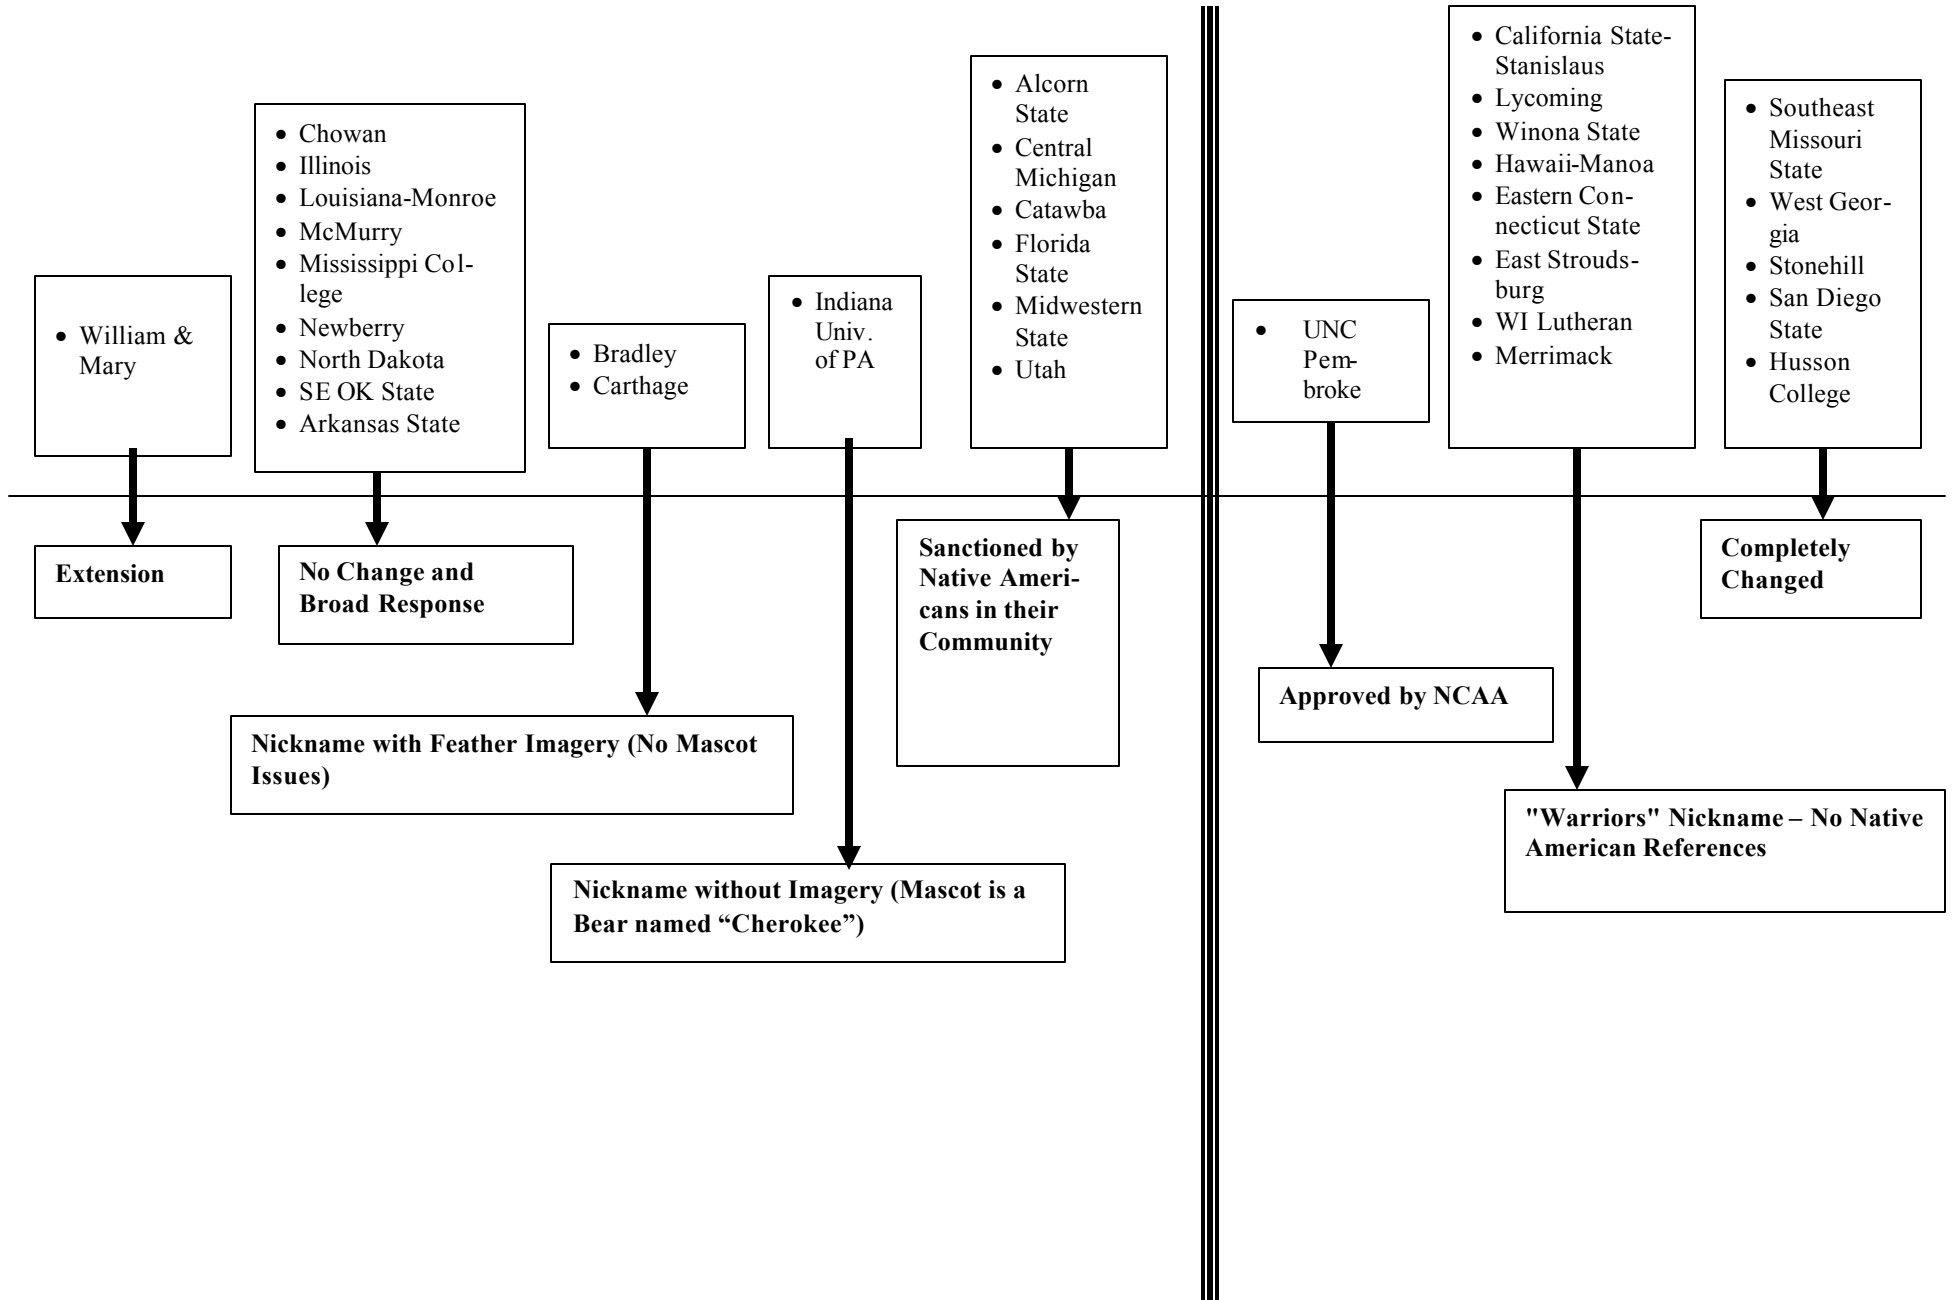 • William &
Mary
• Chowan
• Illinois
• Louisiana-Monroe
• McMurry
• Mississippi Col-
lege
• Newberry
• North Dakota
• SE OK State
• Arkansas State
• Bradley
• Carthage
• Indiana
Univ.
of PA
• Alcorn
State
• Central
Michigan
• Catawba
• Florida
State
• Midwestern
State
• Utah
• UNC
Pem-
broke
• California State-
Stanislaus
• Lycoming
• Winona State
• Hawaii-Manoa
• Eastern Con-
necticut State
• East Strouds-
burg
• WI Lutheran
• Merrimack
• Southeast
Missouri
State
• West Geor-
gia
• Stonehill
• San Diego
State
• Husson
College
Extension
No Change and
Broad Response
Nickname with Feather Imagery (No Mascot
Issues)
Nickname without Imagery (Mascot is a
Bear named “Cherokee”)
Sanctioned by
Native Ameri-
cans in their
Community
Approved by NCAA
"Warriors" Nickname – No Native
American References
Completely
Changed